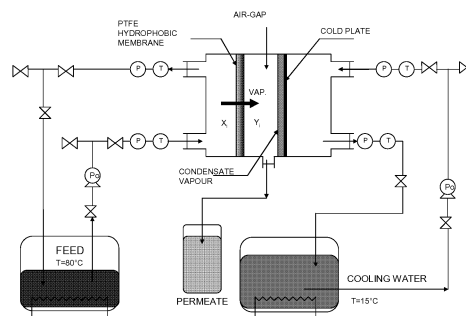 PTFE
HYDROPHOBIC
MEMBRANE
AIR-GAP
COLD PLATE
P
T
P
T
VAP.
Xi
Yi
P
T
P
T
CONDENSATE
VAPOUR
Po
Po
FEED
T=80°C
PERMEATE
COOLING WATER
T=15°C